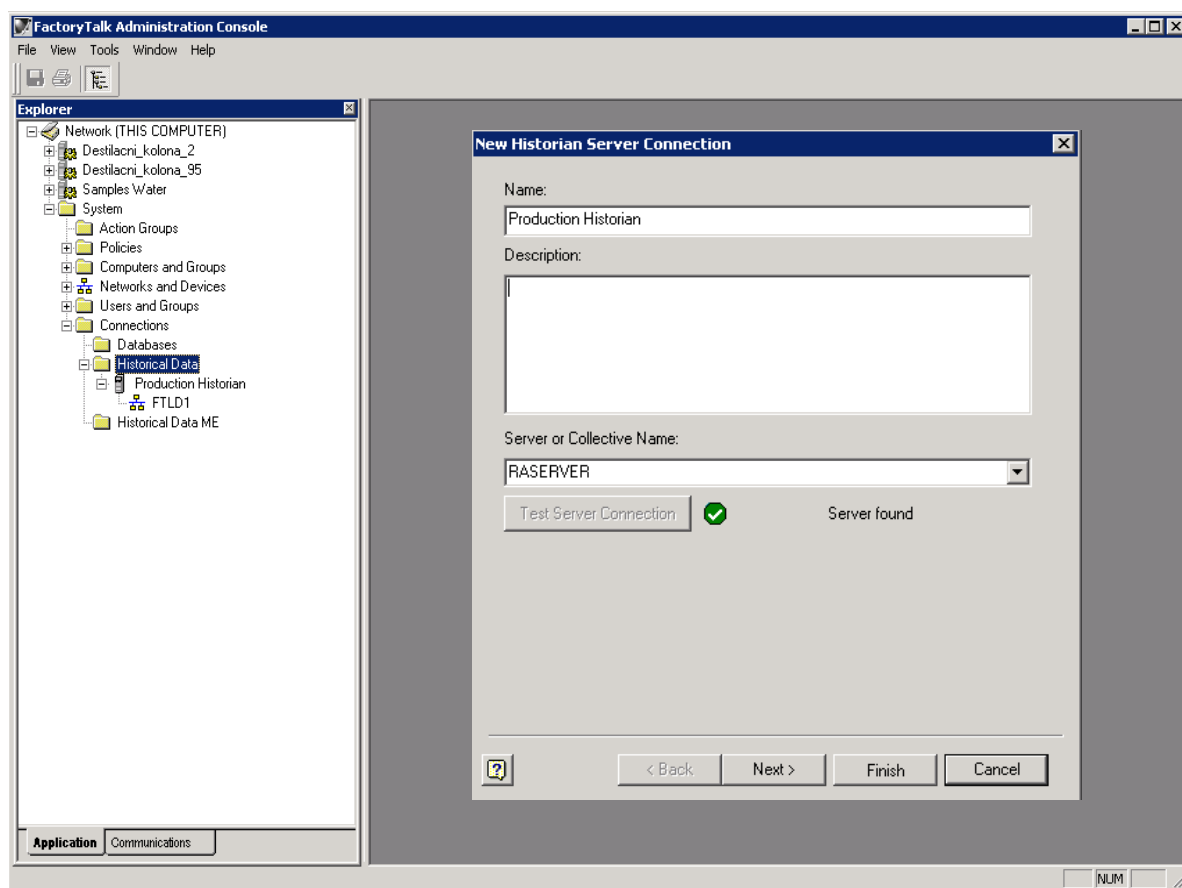 FactoryTalk Administration Console
File View Tools Window Help
Explorer
Network (THIS COMPUTER)
Destilacni_kolona_2
Destilacni_kolona_95
Samples Water
System
Action Groups
Policies
Computers and Groups
Networks and Devices
Users and Groups
Connections
Databases
Historical Data
Production Historian
FTLD1
Historical Data ME
Application Communications
New Historian Server Connection
Name:
Production Historian
Description:
Server or Collective Name:
RASERVER
Test Server Connection Server found
< Back Next > Finish Cancel
NUM